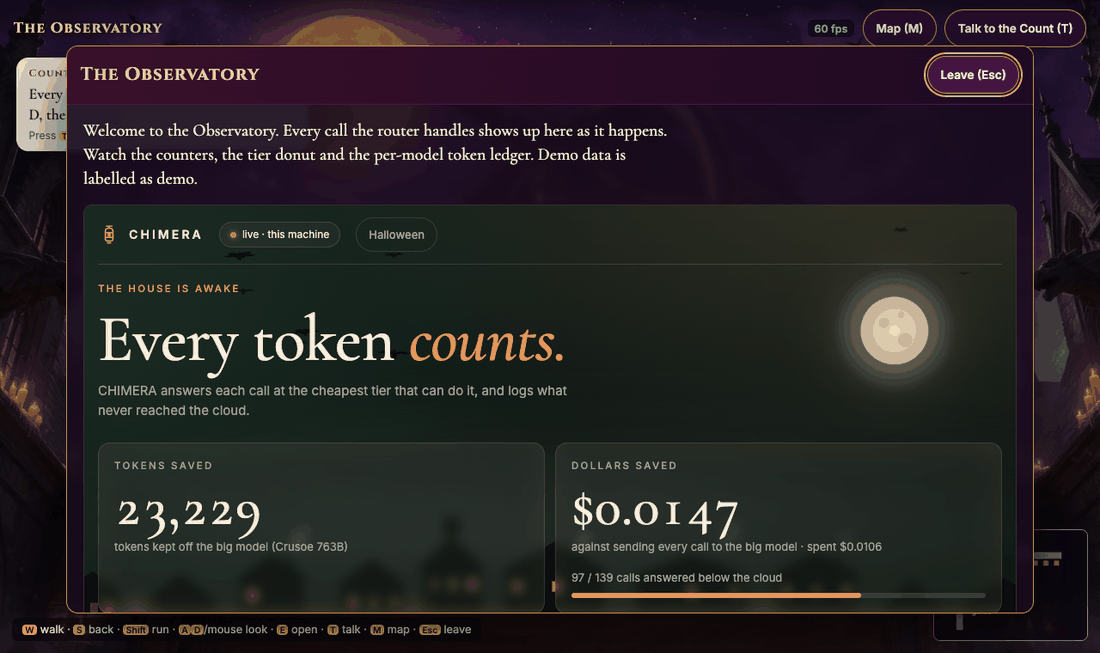 THE OBSERVATORY
60 fps
Map (M)
Talk to the Count (T)
COUNT
Every
D, the
Press T
THE OBSERVATORY
Leave (Esc)
Welcome to the Observatory. Every call the router handles shows up here as it happens.
Watch the counters, the tier donut and the per-model token ledger. Demo data is
labelled as demo.
CHIMERA
live · this machine
Halloween
THE HOUSE IS AWAKE
Every token counts.
CHIMERA answers each call at the cheapest tier that can do it, and logs what
never reached the cloud.
TOKENS SAVED
23,229
tokens kept off the big model (Crusoe 763B)
DOLLARS SAVED
$0.0147
against sending every call to the big model · spent $0.0106
97 / 139 calls answered below the cloud
W walk · S back · Shift run · A/D/mouse look · E open · T talk · M map · Esc leave